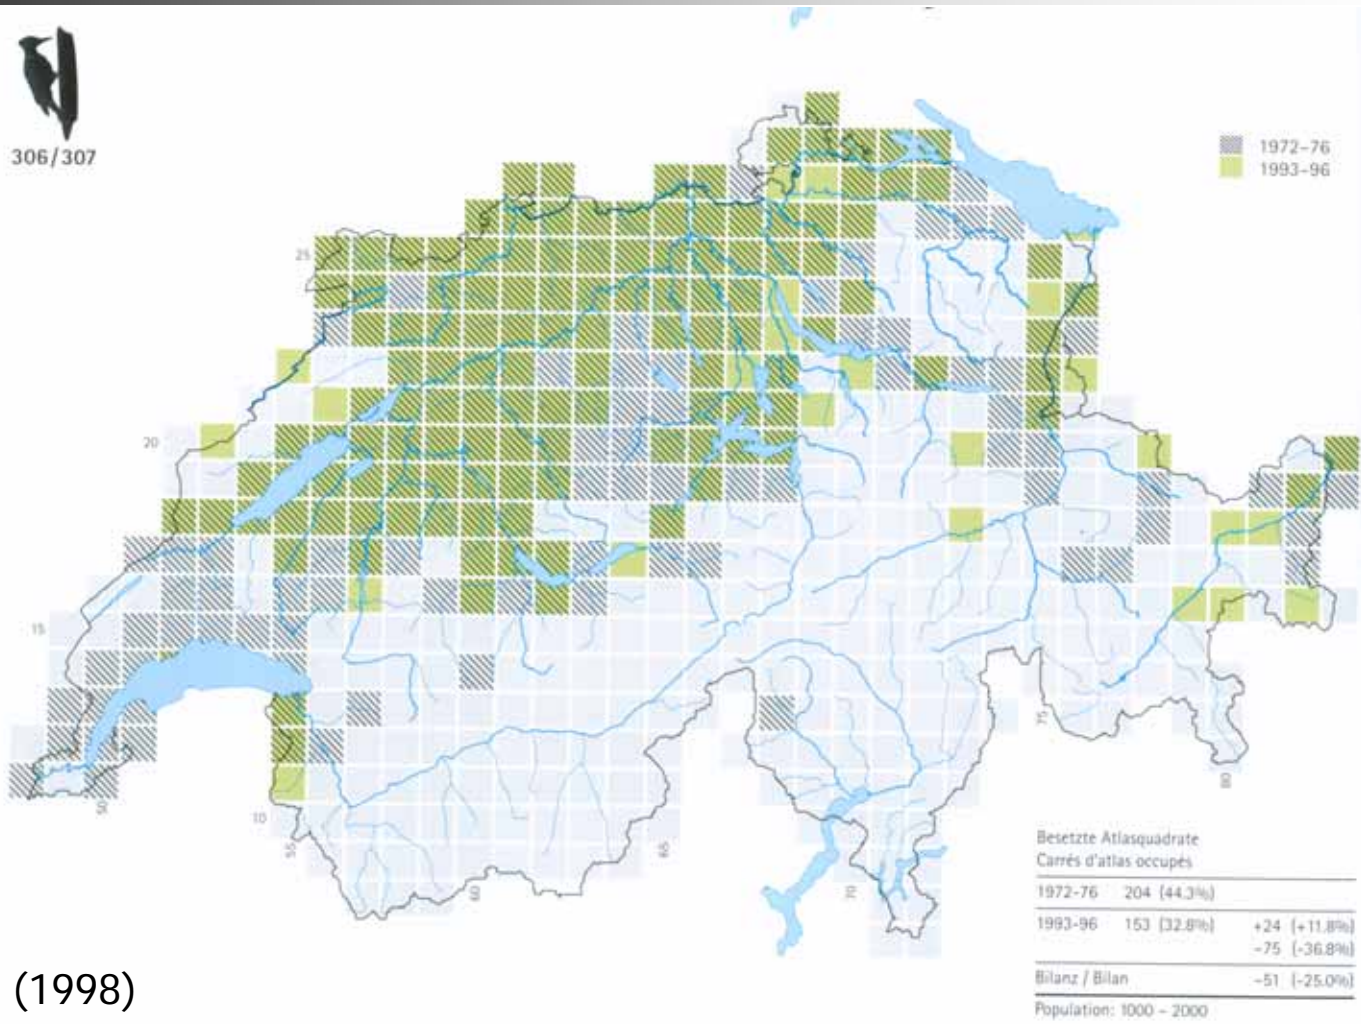 306/307
1972–76
1993–96
25
20
15
10
50
55
60
65
70
75
80
Besetzte Atlasquadrate
Carrés d'atlas occupés
1972-76 204 (44.3%)
1993-96 153 (32.8%) +24 (+11.8%)
-75 (-36.8%)
Bilanz / Bilan -51 (-25.0%)
Population: 1000 – 2000
(1998)